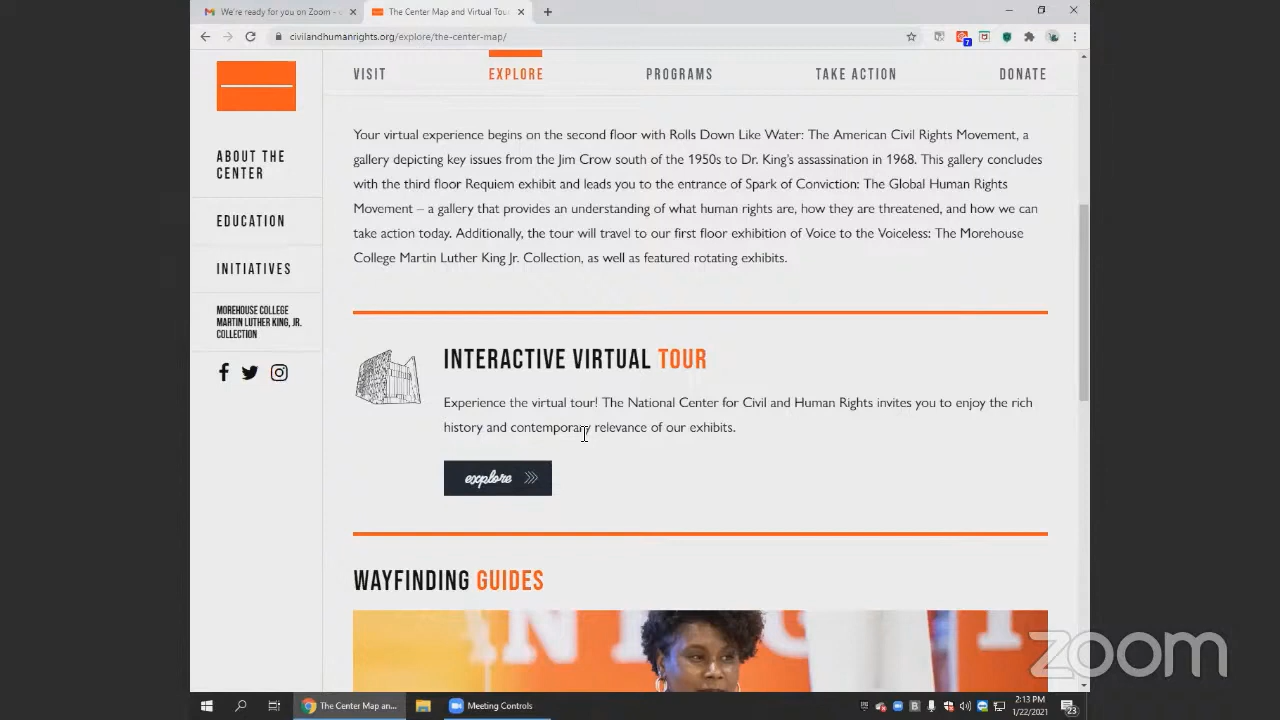 We're ready for you on Zoom -
The Center Map and Virtual Tou
civilandhumanrights.org/explore/the-center-map/
7
VISIT
EXPLORE
PROGRAMS
TAKE ACTION
DONATE
ABOUT THE
CENTER
EDUCATION
INITIATIVES
MOREHOUSE COLLEGE
MARTIN LUTHER KING, JR.
COLLECTION
Your virtual experience begins on the second floor with Rolls Down Like Water: The American Civil Rights Movement, a
gallery depicting key issues from the Jim Crow south of the 1950s to Dr. King's assassination in 1968. This gallery concludes
with the third floor Requiem exhibit and leads you to the entrance of Spark of Conviction: The Global Human Rights
Movement – a gallery that provides an understanding of what human rights are, how they are threatened, and how we can
take action today. Additionally, the tour will travel to our first floor exhibition of Voice to the Voiceless: The Morehouse
College Martin Luther King Jr. Collection, as well as featured rotating exhibits.
INTERACTIVE VIRTUAL TOUR
Experience the virtual tour! The National Center for Civil and Human Rights invites you to enjoy the rich
history and contemporary relevance of our exhibits.
explore
WAYFINDING GUIDES
zoom
The Center Map an...
Meeting Controls
2:13 PM
1/22/2021
23